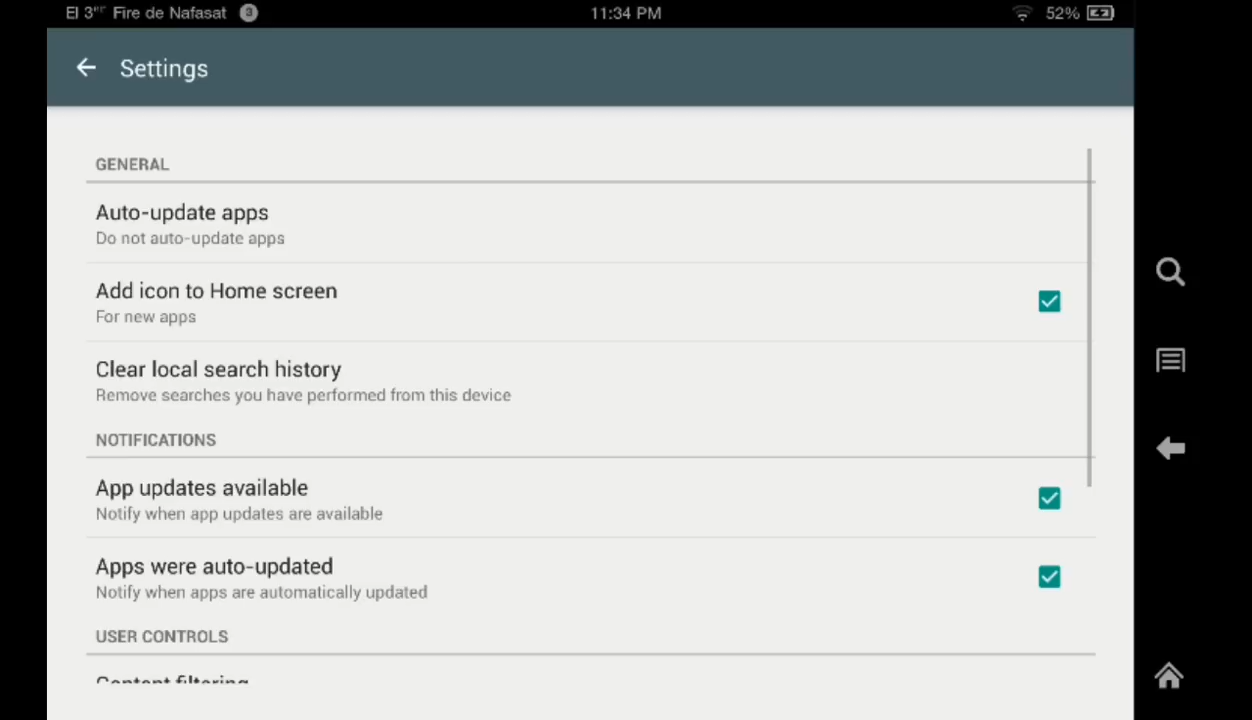 El 3ᵉʳ Fire de Nafasat 3 11:34 PM 52%
Settings
GENERAL
Auto-update apps
Do not auto-update apps
Add icon to Home screen
For new apps
Clear local search history
Remove searches you have performed from this device
NOTIFICATIONS
App updates available
Notify when app updates are available
Apps were auto-updated
Notify when apps are automatically updated
USER CONTROLS
Content filtering